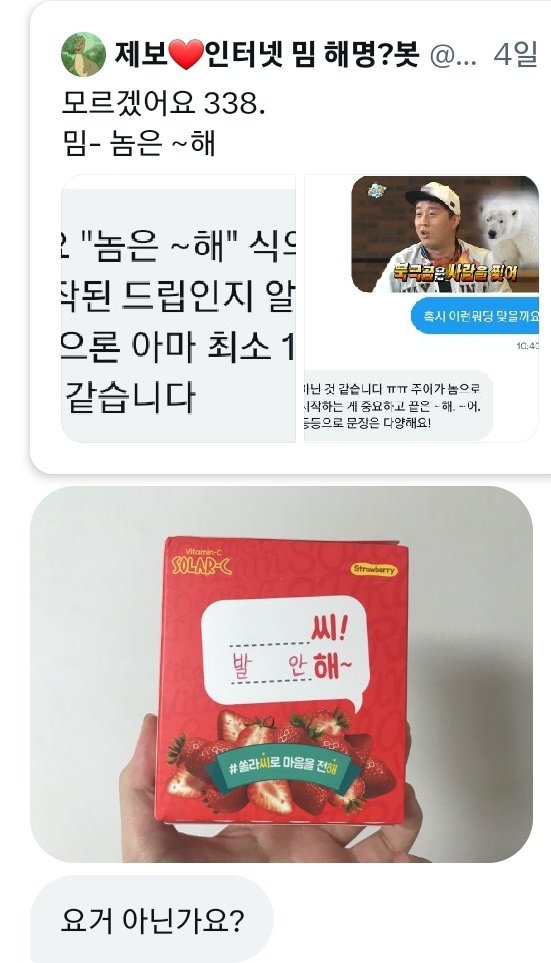 제보❤️인터넷 밈 해명?봇 @... 4일
모르겠어요 338.
밈- 놈은 ~해
"놈은 ~해" 식의
작된 드립인지 알
으론 아마 최소 1
같습니다
북극곰은 사람을 찢어
혹시 이런워딩 맞을까요
10:40
아닌 것 같습니다 ㅠㅠ 주어가 놈으로
시작하는 게 중요하고 끝은 ~해. ~어.
등등으로 문장은 다양해요!
Vitamin-C
SOLAR-C
Strawberry
씨!
발 안 해~
#쏠라씨로 마음을 전해
요거 아닌가요?